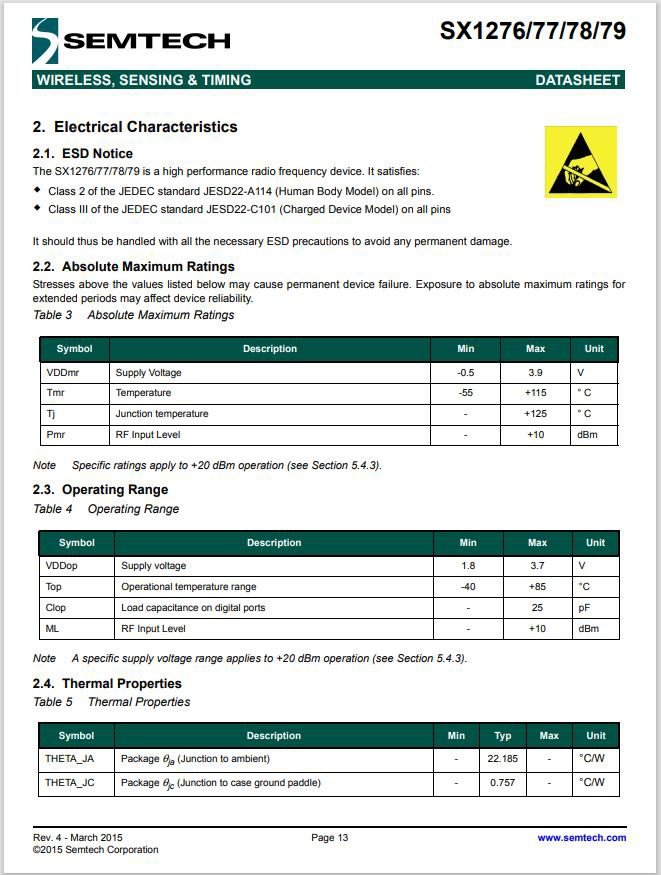 SEMTECH
SX1276/77/78/79
WIRELESS, SENSING & TIMING DATASHEET
2. Electrical Characteristics
2.1. ESD Notice
The SX1276/77/78/79 is a high performance radio frequency device. It satisfies:
◆ Class 2 of the JEDEC standard JESD22-A114 (Human Body Model) on all pins.
◆ Class III of the JEDEC standard JESD22-C101 (Charged Device Model) on all pins
It should thus be handled with all the necessary ESD precautions to avoid any permanent damage.
2.2. Absolute Maximum Ratings
Stresses above the values listed below may cause permanent device failure. Exposure to absolute maximum ratings for
extended periods may affect device reliability.
Table 3 Absolute Maximum Ratings
Symbol Description Min Max Unit
VDDmr Supply Voltage -0.5 3.9 V
Tmr Temperature -55 +115 ° C
Tj Junction temperature - +125 ° C
Pmr RF Input Level - +10 dBm
Note Specific ratings apply to +20 dBm operation (see Section 5.4.3).
2.3. Operating Range
Table 4 Operating Range
Symbol Description Min Max Unit
VDDop Supply voltage 1.8 3.7 V
Top Operational temperature range -40 +85 °C
Clop Load capacitance on digital ports - 25 pF
ML RF Input Level - +10 dBm
Note A specific supply voltage range applies to +20 dBm operation (see Section 5.4.3).
2.4. Thermal Properties
Table 5 Thermal Properties
Symbol Description Min Typ Max Unit
THETA_JA Package θja (Junction to ambient) - 22.185 - °C/W
THETA_JC Package θjc (Junction to case ground paddle) - 0.757 - °C/W
Rev. 4 - March 2015 Page 13 www.semtech.com
©2015 Semtech Corporation